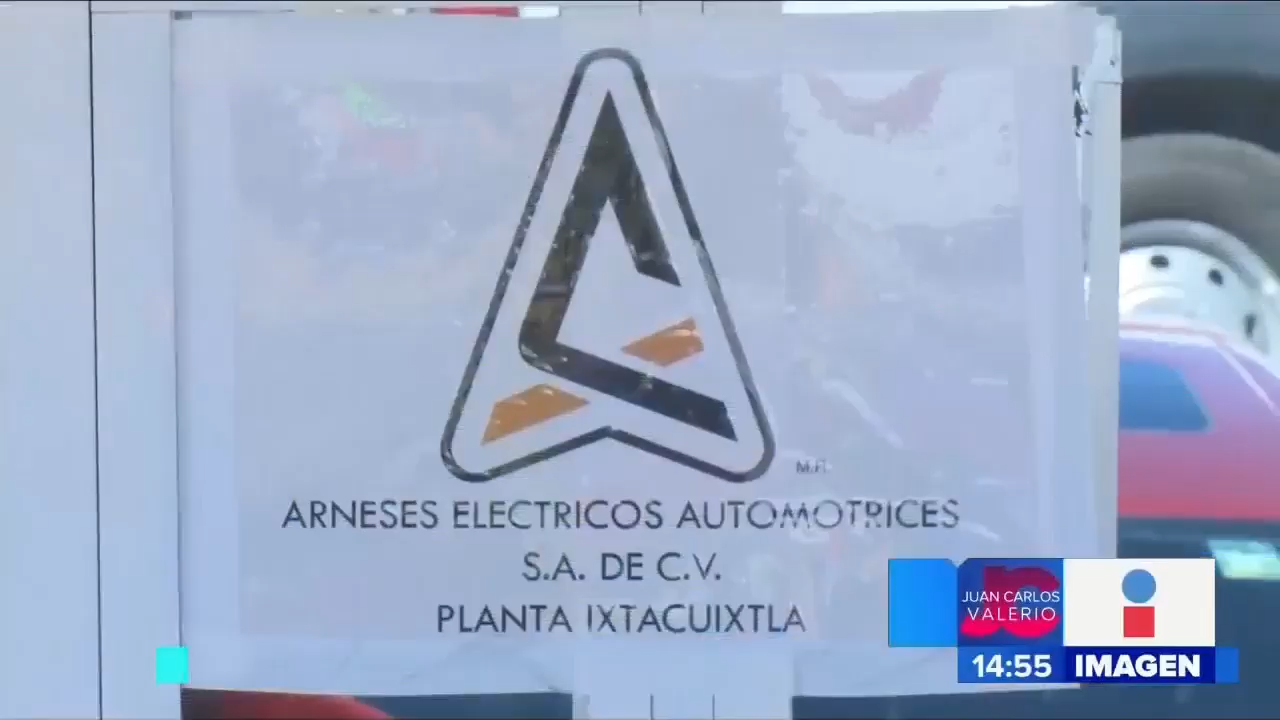 M.R.
ARNESES ELECTRICOS AUTOMOTRICES
S.A. DE C.V.
PLANTA IXTACUIXTLA
JUAN CARLOS
VALERIO
14:55 IMAGEN